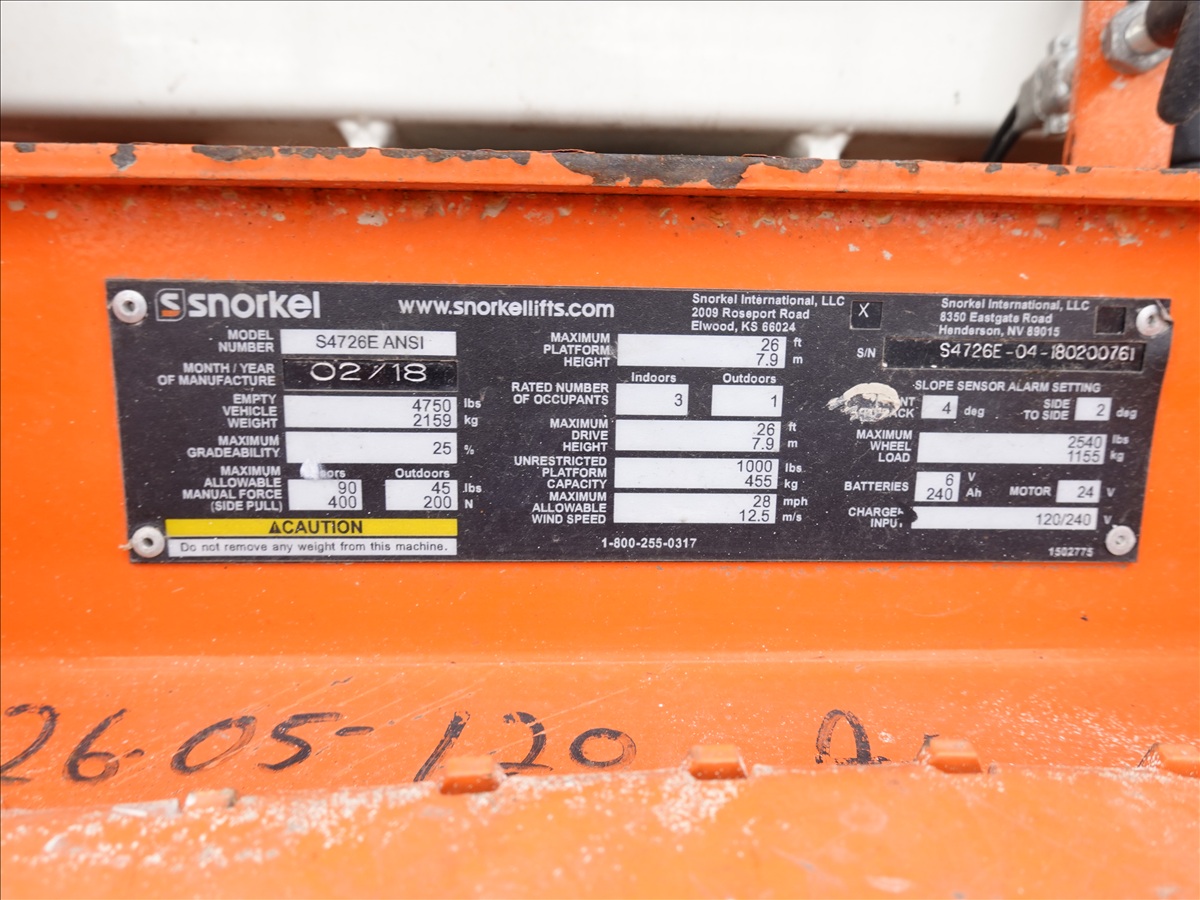 snorkel www.snorkellifts.com
Snorkel International, LLC
2009 Roseport Road
Elwood, KS 66024
X
Snorkel International, LLC
8350 Eastgate Road
Henderson, NV 89015
MODEL
NUMBER
S4726E ANSI
MONTH / YEAR
OF MANUFACTURE
02/18
EMPTY
VEHICLE
WEIGHT
4750 lbs
2159 kg
MAXIMUM
GRADEABILITY
25 %
MAXIMUM
ALLOWABLE
MANUAL FORCE
(SIDE PULL)
90
400
Outdoors
45 lbs
200 N
CAUTION
Do not remove any weight from this machine.
MAXIMUM
PLATFORM
HEIGHT
26 ft
7.9 m
RATED NUMBER
OF OCCUPANTS
Indoors
3
Outdoors
1
MAXIMUM
DRIVE
HEIGHT
26 ft
7.9 m
UNRESTRICTED
PLATFORM
CAPACITY
1000 lbs
455 kg
MAXIMUM
ALLOWABLE
WIND SPEED
28 mph
12.5 m/s
1-800-255-0317
S/N
S4726E-04-180200761
SLOPE SENSOR ALARM SETTING
4 deg
SIDE
TO SIDE
2 deg
MAXIMUM
WHEEL
LOAD
2540 lbs
1155 kg
BATTERIES
6 V
240 Ah
MOTOR 24 V
CHARGER
INPUT
120/240 V
1502775
26-05-120